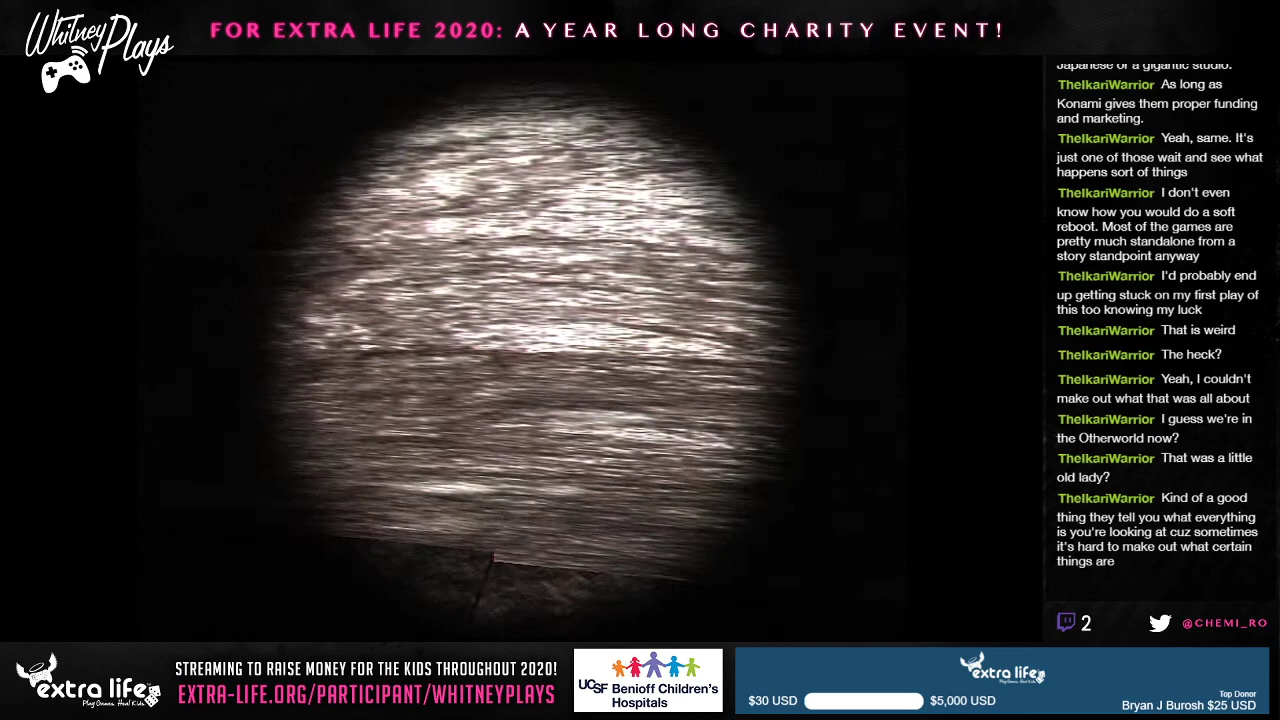 Whitney Plays
FOR EXTRA LIFE 2020: A YEAR LONG CHARITY EVENT!
Japanese or a gigantic studio.
TheIkariWarrior As long as
Konami gives them proper funding
and marketing.
TheIkariWarrior Yeah, same. It's
just one of those wait and see what
happens sort of things
TheIkariWarrior I don't even
know how you would do a soft
reboot. Most of the games are
pretty much standalone from a
story standpoint anyway
TheIkariWarrior I'd probably end
up getting stuck on my first play of
this too knowing my luck
TheIkariWarrior That is weird
TheIkariWarrior The heck?
TheIkariWarrior Yeah, I couldn't
make out what that was all about
TheIkariWarrior I guess we're in
the Otherworld now?
TheIkariWarrior That was a little
old lady?
TheIkariWarrior Kind of a good
thing they tell you what everything
is you're looking at cuz sometimes
it's hard to make out what certain
things are
2 @CHEMI_RO
extra life
Play Games. Heal Kids.
STREAMING TO RAISE MONEY FOR THE KIDS THROUGHOUT 2020!
EXTRA-LIFE.ORG/PARTICIPANT/WHITNEYPLAYS
UCSF Benioff Children's
Hospitals
extra life
Play Games. Heal Kids.
$30 USD $5,000 USD
Top Donor
Bryan J Burosh $25 USD